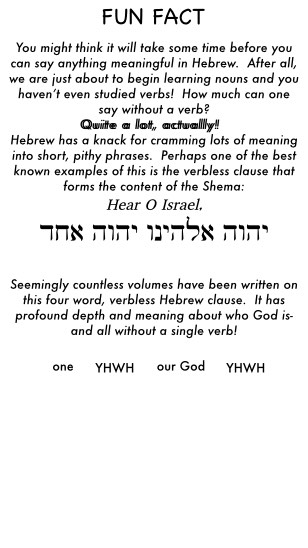 FUN FACT
You might think it will take some time before you
can say anything meaningful in Hebrew. After all,
we are just about to begin learning nouns and you
haven't even studied verbs! How much can one
say without a verb?
Quite a lot, actuallly!
Hebrew has a knack for cramming lots of meaning
into short, pithy phrases. Perhaps one of the best
known examples of this is the verbless clause that
forms the content of the Shema:
Hear O Israel,
יהוה אלהינו יהוה אחד
Seemingly countless volumes have been written on
this four word, verbless Hebrew clause. It has
profound depth and meaning about who God is-
and all without a single verb!
one YHWH our God YHWH